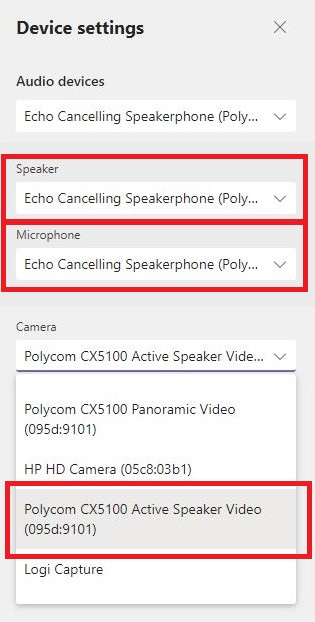 Device settings
Audio devices
Echo Cancelling Speakerphone (Poly...
Speaker
Echo Cancelling Speakerphone (Poly...
Microphone
Echo Cancelling Speakerphone (Poly...
Camera
Polycom CX5100 Active Speaker Vide...
Polycom CX5100 Panoramic Video
(095d:9101)
HP HD Camera (05c8:03b1)
Polycom CX5100 Active Speaker Video
(095d:9101)
Logi Capture